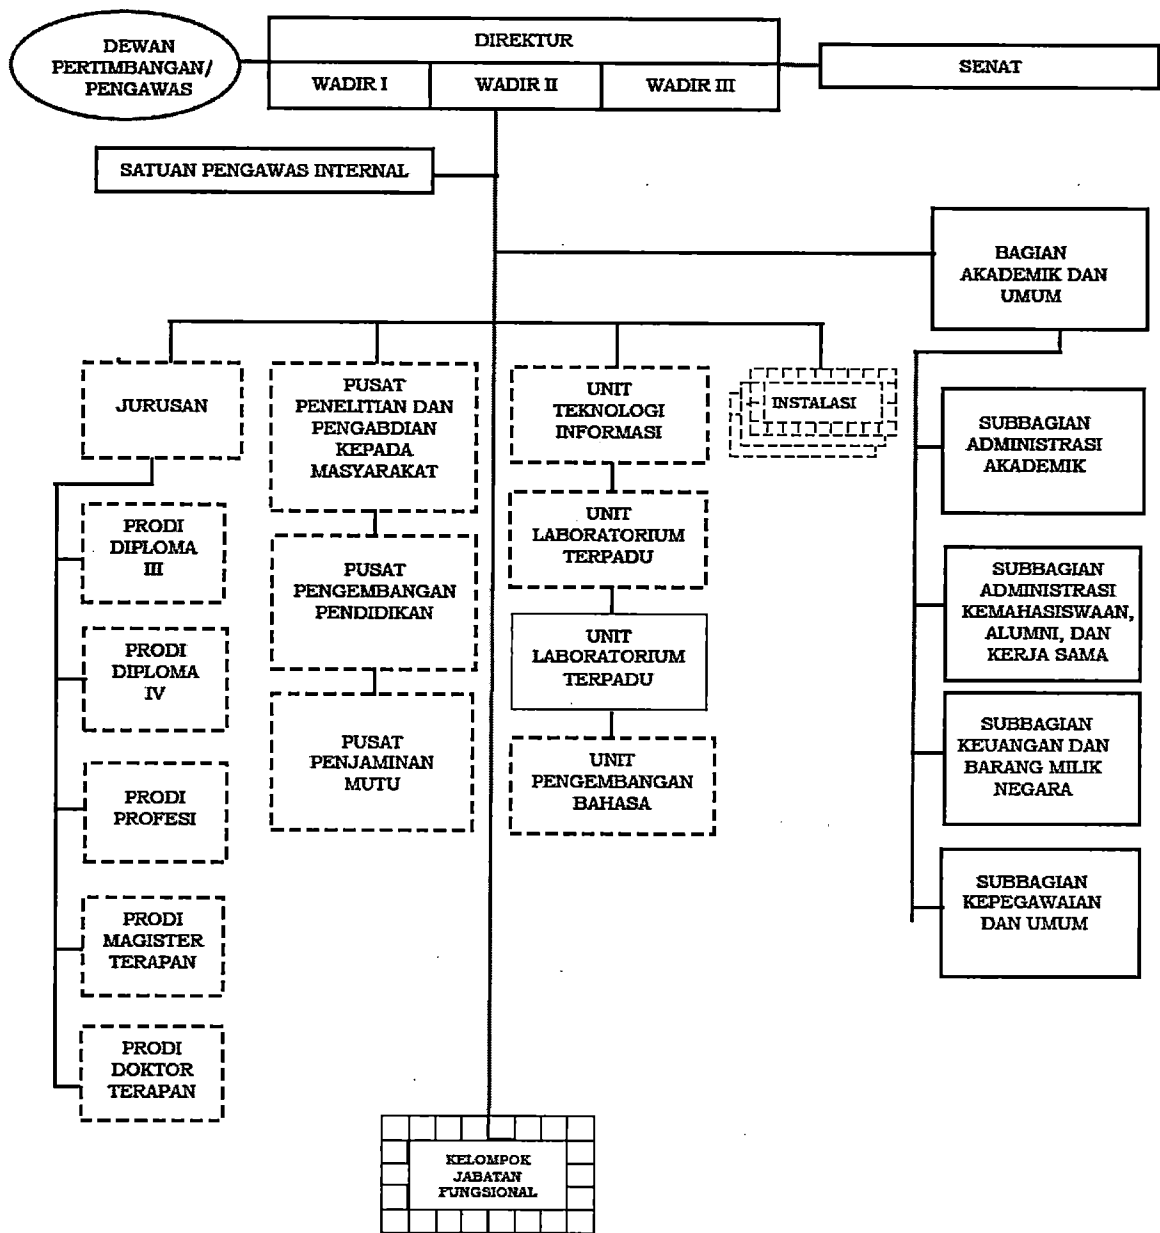 DEWAN
PERTIMBANGAN/
PENGAWAS
DIREKTUR
WADIR I
WADIR II
WADIR III
SENAT
SATUAN PENGAWAS INTERNAL
BAGIAN
AKADEMIK DAN
UMUM
JURUSAN
PRODI
DIPLOMA
III
PRODI
DIPLOMA
IV
PRODI
PROFESI
PRODI
MAGISTER
TERAPAN
PRODI
DOKTOR
TERAPAN
PUSAT
PENELITIAN DAN
PENGABDIAN
KEPADA
MASYARAKAT
PUSAT
PENGEMBANGAN
PENDIDIKAN
PUSAT
PENJAMINAN
MUTU
UNIT
TEKNOLOGI
INFORMASI
UNIT
LABORATORIUM
TERPADU
UNIT
LABORATORIUM
TERPADU
UNIT
PENGEMBANGAN
BAHASA
INSTALASI
SUBBAGIAN
ADMINISTRASI
AKADEMIK
SUBBAGIAN
ADMINISTRASI
KEMAHASISWAAN,
ALUMNI, DAN
KERJA SAMA
SUBBAGIAN
KEUANGAN DAN
BARANG MILIK
NEGARA
SUBBAGIAN
KEPEGAWAIAN
DAN UMUM
KELOMPOK
JABATAN
FUNGSIONAL